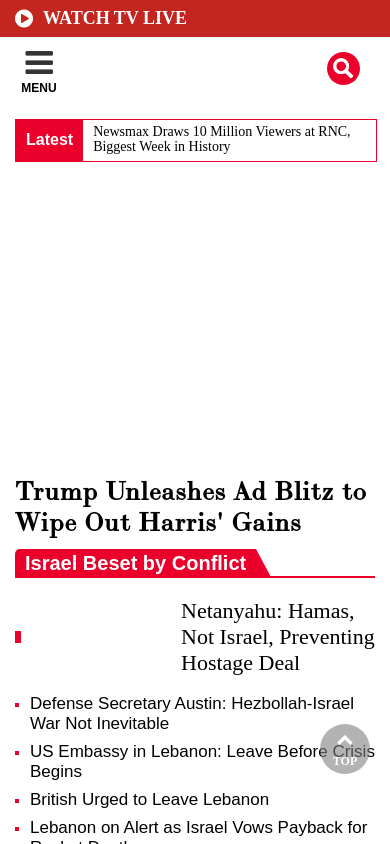 WATCH TV LIVE
MENU
Latest
Newsmax Draws 10 Million Viewers at RNC,
Biggest Week in History
Trump Unleashes Ad Blitz to
Wipe Out Harris' Gains
Israel Beset by Conflict
Netanyahu: Hamas,
Not Israel, Preventing
Hostage Deal
Defense Secretary Austin: Hezbollah-Israel
War Not Inevitable
US Embassy in Lebanon: Leave Before Crisis
Begins
TOP
British Urged to Leave Lebanon
Lebanon on Alert as Israel Vows Payback for